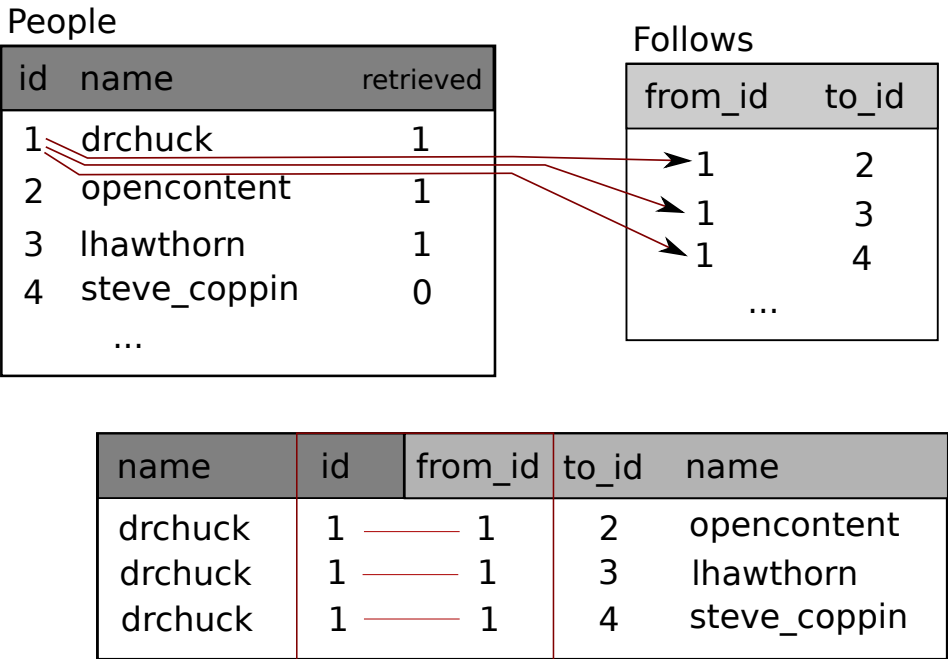 People
id name retrieved
1 drchuck 1
2 opencontent 1
3 lhawthorn 1
4 steve_coppin 0
...
Follows
from_id to_id
1 2
1 3
1 4
...
name id from_id to_id name
drchuck 1 1 2 opencontent
drchuck 1 1 3 lhawthorn
drchuck 1 1 4 steve_coppin